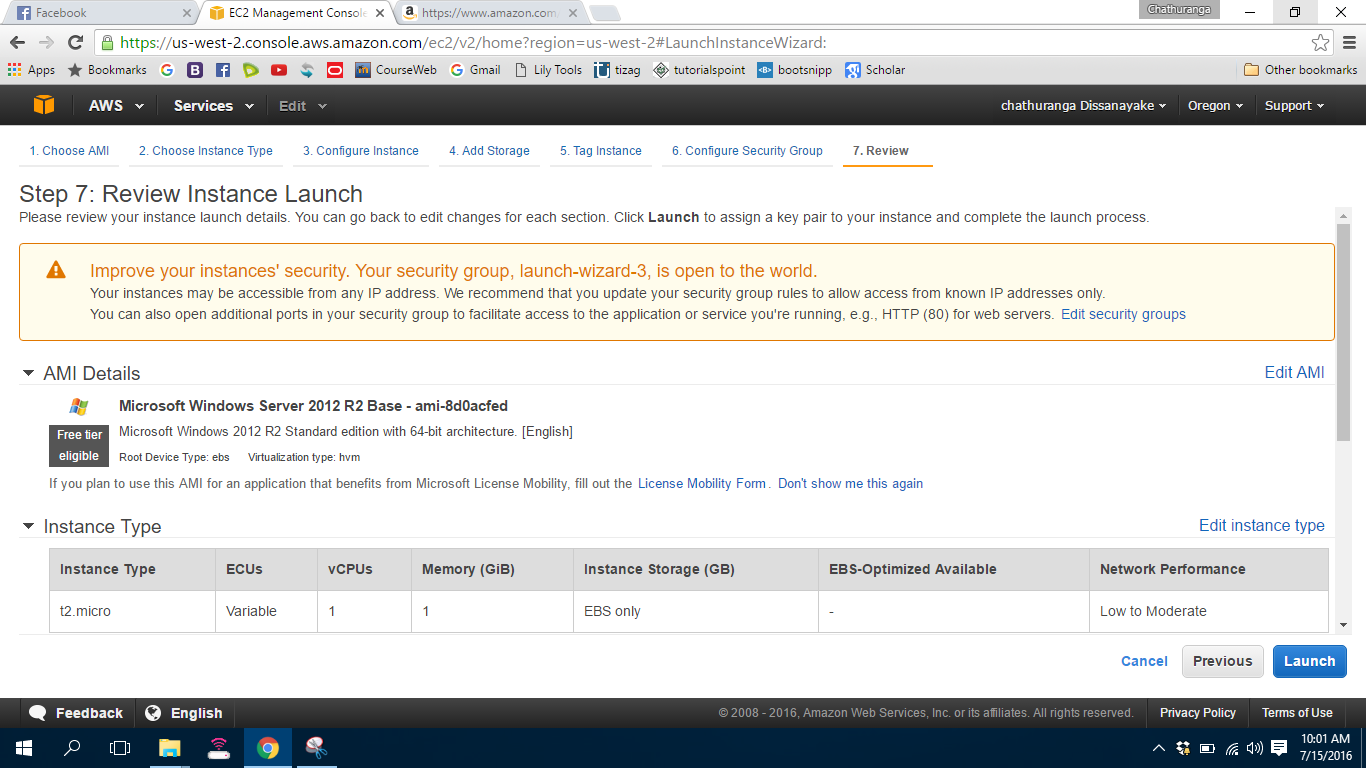 Facebook
EC2 Management Console
https://www.amazon.com
Chathuranga
https://us-west-2.console.aws.amazon.com/ec2/v2/home?region=us-west-2#LaunchInstanceWizard:
Apps Bookmarks CourseWeb Gmail Lily Tools tizag tutorialspoint bootsnipp Scholar Other bookmarks
AWS Services Edit chathuranga Dissanayake Oregon Support
1. Choose AMI 2. Choose Instance Type 3. Configure Instance 4. Add Storage 5. Tag Instance 6. Configure Security Group 7. Review
Step 7: Review Instance Launch
Please review your instance launch details. You can go back to edit changes for each section. Click Launch to assign a key pair to your instance and complete the launch process.
Improve your instances' security. Your security group, launch-wizard-3, is open to the world.
Your instances may be accessible from any IP address. We recommend that you update your security group rules to allow access from known IP addresses only.
You can also open additional ports in your security group to facilitate access to the application or service you're running, e.g., HTTP (80) for web servers. Edit security groups
AMI Details Edit AMI
Microsoft Windows Server 2012 R2 Base - ami-8d0acfed
Free tier
eligible
Microsoft Windows 2012 R2 Standard edition with 64-bit architecture. [English]
Root Device Type: ebs Virtualization type: hvm
If you plan to use this AMI for an application that benefits from Microsoft License Mobility, fill out the License Mobility Form. Don't show me this again
Instance Type Edit instance type
Instance Type ECUs vCPUs Memory (GiB) Instance Storage (GB) EBS-Optimized Available Network Performance
t2.micro Variable 1 1 EBS only - Low to Moderate
Cancel Previous Launch
Feedback English © 2008 - 2016, Amazon Web Services, Inc. or its affiliates. All rights reserved. Privacy Policy Terms of Use
10:01 AM
7/15/2016